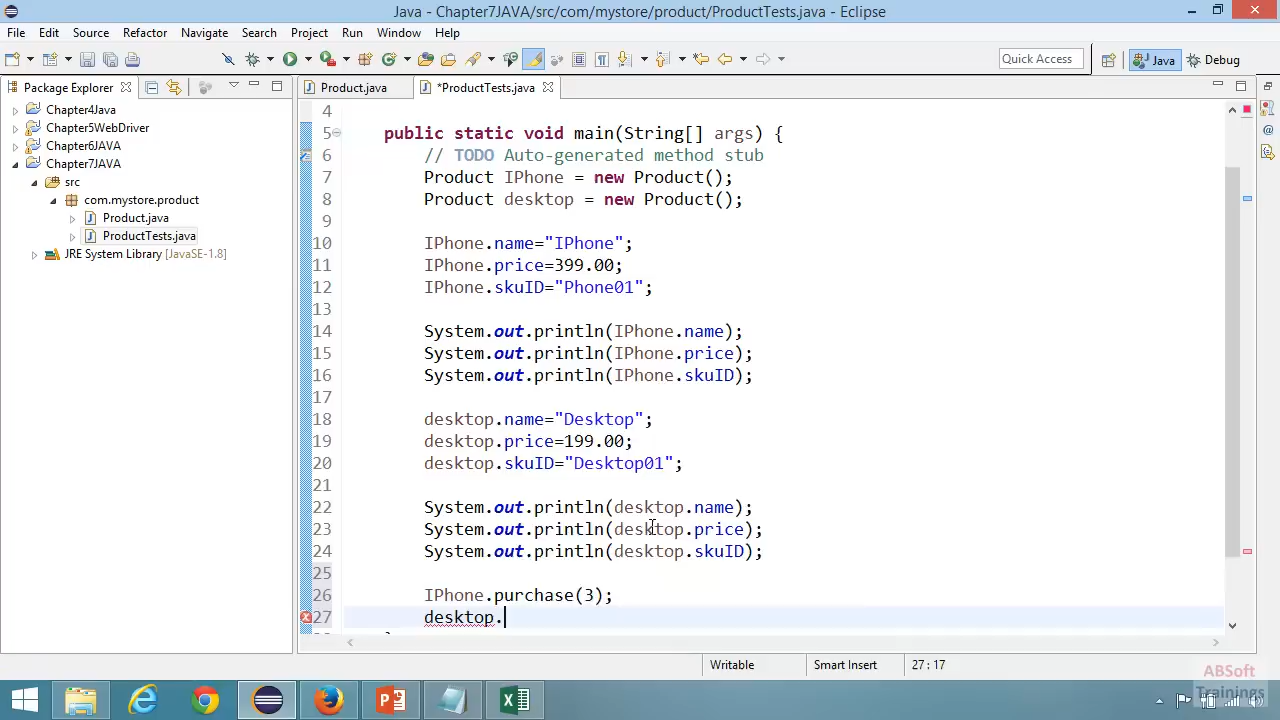 Java - Chapter7JAVA/src/com/mystore/product/ProductTests.java - Eclipse
File Edit Source Refactor Navigate Search Project Run Window Help
Quick Access Java Debug
Package Explorer Product.java *ProductTests.java
Chapter4Java
Chapter5WebDriver
Chapter6JAVA
Chapter7JAVA
src
com.mystore.product
Product.java
ProductTests.java
JRE System Library [JavaSE-1.8]
4
5 public static void main(String[] args) {
6 // TODO Auto-generated method stub
7 Product IPhone = new Product();
8 Product desktop = new Product();
9
10 IPhone.name="IPhone";
11 IPhone.price=399.00;
12 IPhone.skuID="Phone01";
13
14 System.out.println(IPhone.name);
15 System.out.println(IPhone.price);
16 System.out.println(IPhone.skuID);
17
18 desktop.name="Desktop";
19 desktop.price=199.00;
20 desktop.skuID="Desktop01";
21
22 System.out.println(desktop.name);
23 System.out.println(desktop.price);
24 System.out.println(desktop.skuID);
25
26 IPhone.purchase(3);
27 desktop.
Writable Smart Insert 27 : 17
ABSoft
Trainings